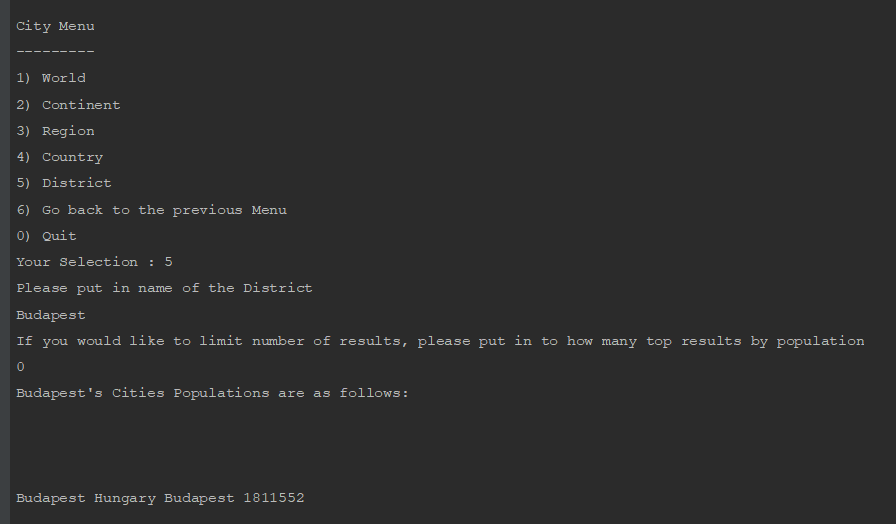 City Menu
---------
1) World
2) Continent
3) Region
4) Country
5) District
6) Go back to the previous Menu
0) Quit
Your Selection : 5
Please put in name of the District
Budapest
If you would like to limit number of results, please put in to how many top results by population
0
Budapest's Cities Populations are as follows:
Budapest Hungary Budapest 1811552